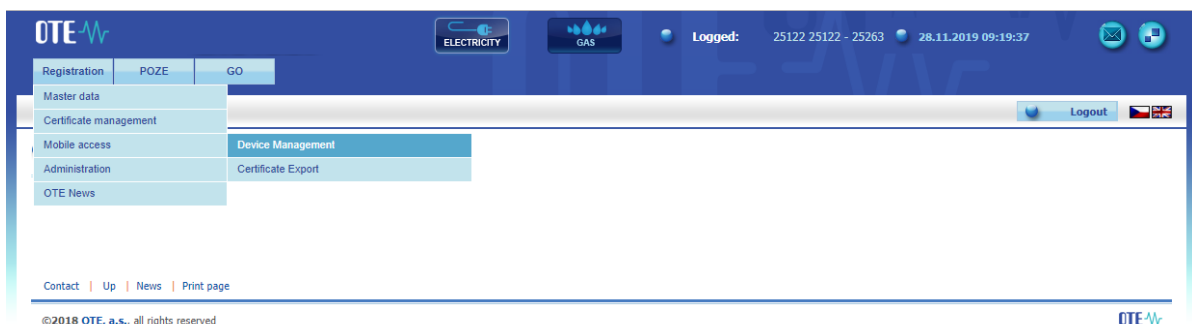 OTE
ELECTRICITY
GAS
Logged: 25122 25122 - 25263 28.11.2019 09:19:37
Registration POZE GO
Master data
Certificate management
Logout
Mobile access Device Management
Administration Certificate Export
OTE News
Contact | Up | News | Print page
©2018 OTE, a.s., all rights reserved
OTE